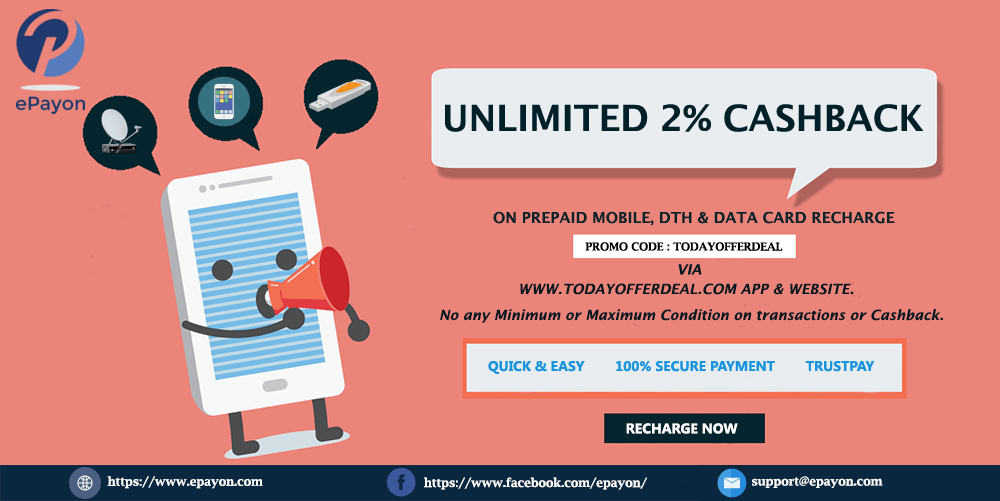 ePayon
UNLIMITED 2% CASHBACK
ON PREPAID MOBILE, DTH & DATA CARD RECHARGE
PROMO CODE : TODAYOFFERDEAL
VIA
WWW.TODAYOFFERDEAL.COM APP & WEBSITE.
No any Minimum or Maximum Condition on transactions or Cashback.
QUICK & EASY 100% SECURE PAYMENT TRUSTPAY
RECHARGE NOW
https://www.epayon.com https://www.facebook.com/epayon/ support@epayon.com